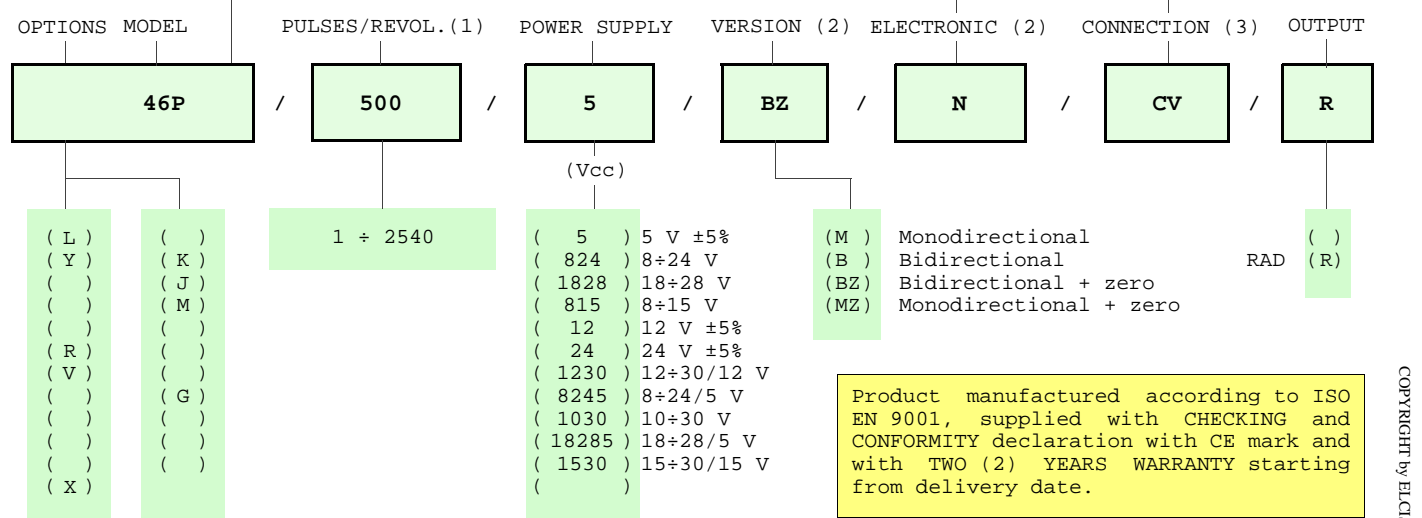 OPTIONS MODEL PULSES/REVOL.(1) POWER SUPPLY VERSION (2) ELECTRONIC (2) CONNECTION (3) OUTPUT
46P / 500 / 5 / BZ / N / CV / R
(Vcc)
(L) ( ) 1 ÷ 2540 ( 5 ) 5 V ±5% (M ) Monodirectional ( )
(Y) (K) ( 824 ) 8÷24 V (B ) Bidirectional RAD (R)
( ) (J) ( 1828 ) 18÷28 V (BZ) Bidirectional + zero
( ) (M) ( 815 ) 8÷15 V (MZ) Monodirectional + zero
( ) ( ) ( 12 ) 12 V ±5%
(R) ( ) ( 24 ) 24 V ±5%
(V) ( ) ( 1230 ) 12÷30/12 V
( ) (G) ( 8245 ) 8÷24/5 V
( ) ( ) ( 1030 ) 10÷30 V
( ) ( ) ( 18285 ) 18÷28/5 V
( ) ( ) ( 1530 ) 15÷30/15 V
(X) ( )
Product manufactured according to ISO
EN 9001, supplied with CHECKING and
CONFORMITY declaration with CE mark and
with TWO (2) YEARS WARRANTY starting
from delivery date.
COPYRIGHT by